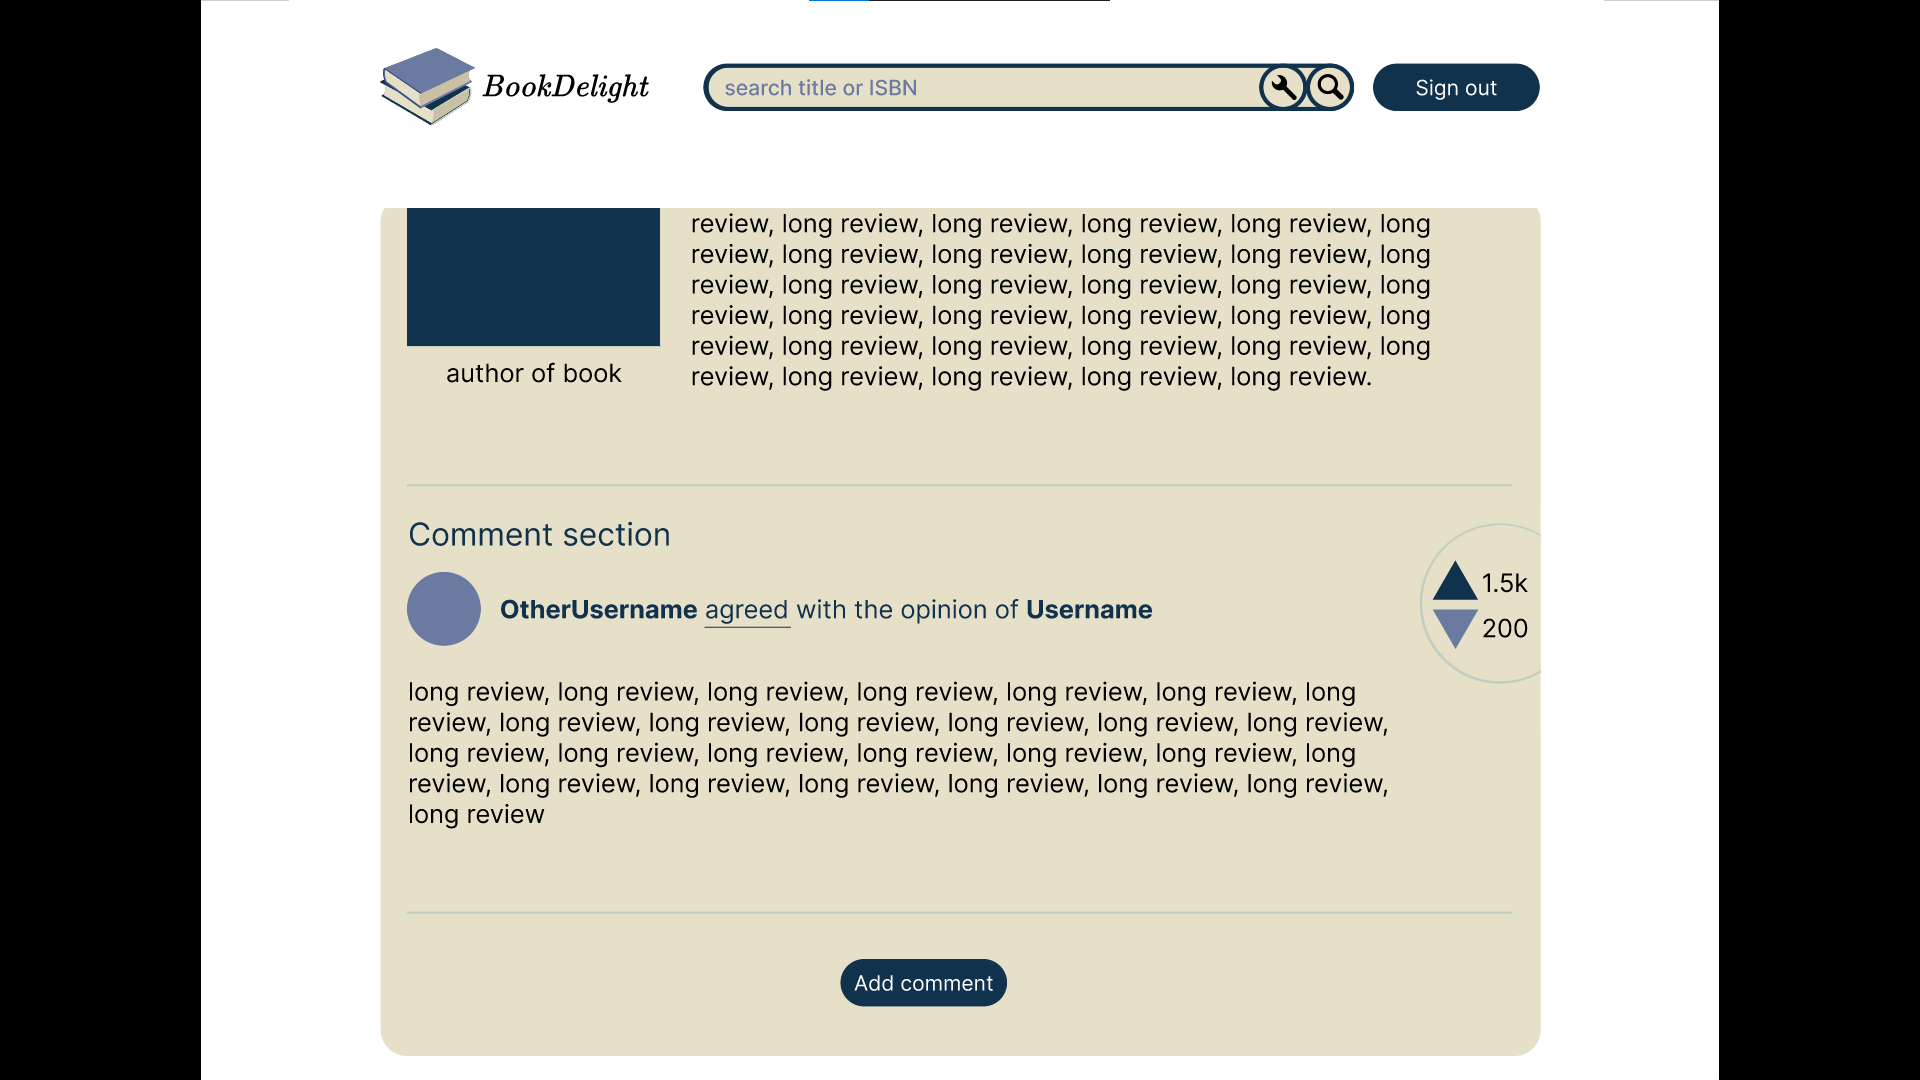 BookDelight
search title or ISBN
Sign out
review, long review, long review, long review, long review, long
review, long review, long review, long review, long review, long
review, long review, long review, long review, long review, long
review, long review, long review, long review, long review, long
review, long review, long review, long review, long review, long
review, long review, long review, long review, long review.
author of book
Comment section
1.5k
200
OtherUsername agreed with the opinion of Username
long review, long review, long review, long review, long review, long review, long
review, long review, long review, long review, long review, long review, long review,
long review, long review, long review, long review, long review, long review, long
review, long review, long review, long review, long review, long review, long review,
long review
Add comment